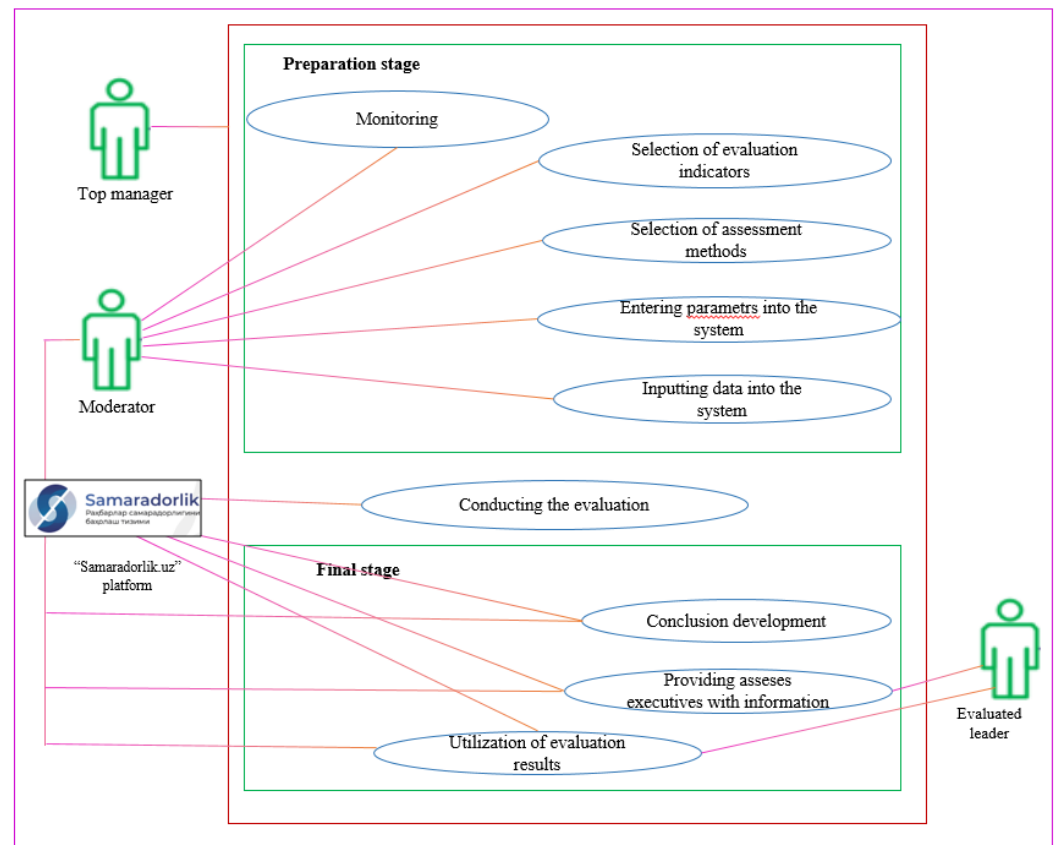 Preparation stage
Monitoring
Selection of evaluation
indicators
Top manager
Selection of assessment
methods
Entering parametrs into the
system
Inputting data into the
system
Moderator
Samaradorlik
Рақбарлар самарадорлигини
баҳолаш тизими
Conducting the evaluation
“Samaradorlik.uz”
platform
Final stage
Conclusion development
Providing asseses
executives with information
Evaluated
leader
Utilization of evaluation
results